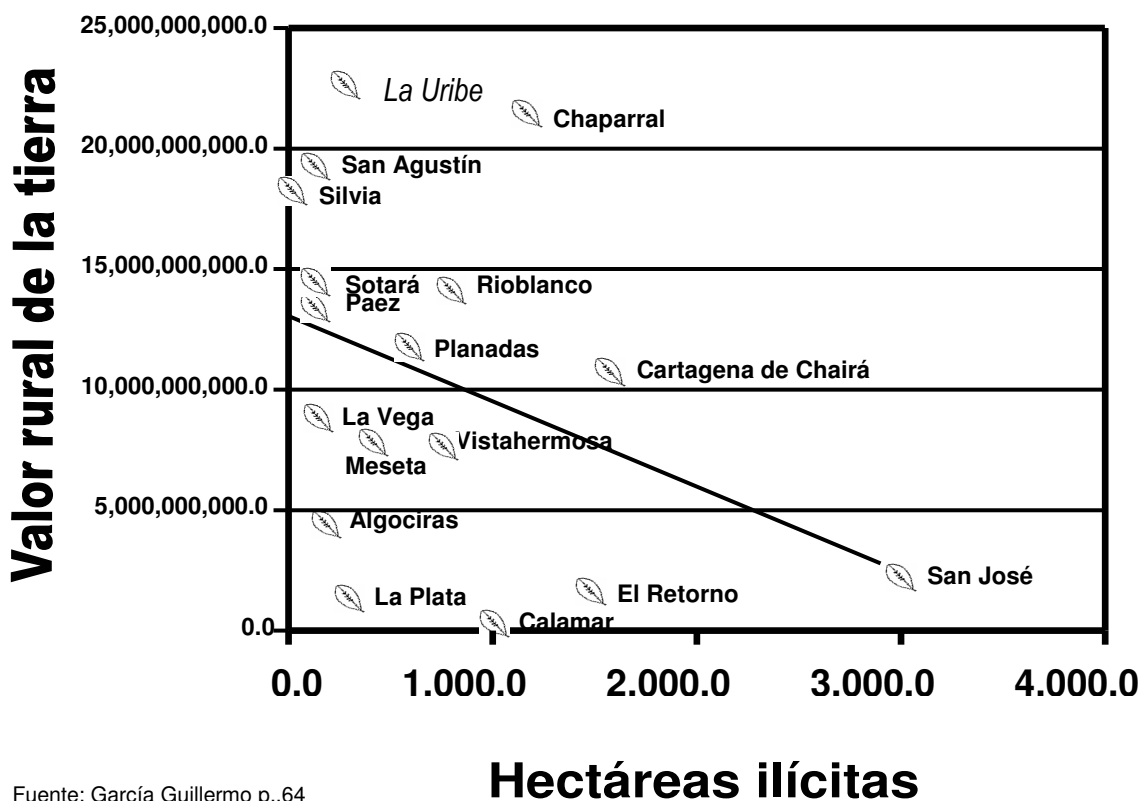 Valor rural de la tierra
25,000,000,000.0
20,000,000,000.0
15,000,000,000.0
10,000,000,000.0
5,000,000,000.0
0.0
La Uribe
Chaparral
San Agustín
Silvia
Sotará
Rioblanco
Paez
Planadas
Cartagena de Chairá
La Vega
Vistahermosa
Meseta
Algociras
La Plata
El Retorno
San José
Calamar
0.0 1.000.0 2.000.0 3.000.0 4.000.0
Hectáreas ilícitas
Fuente: García Guillermo p.,64